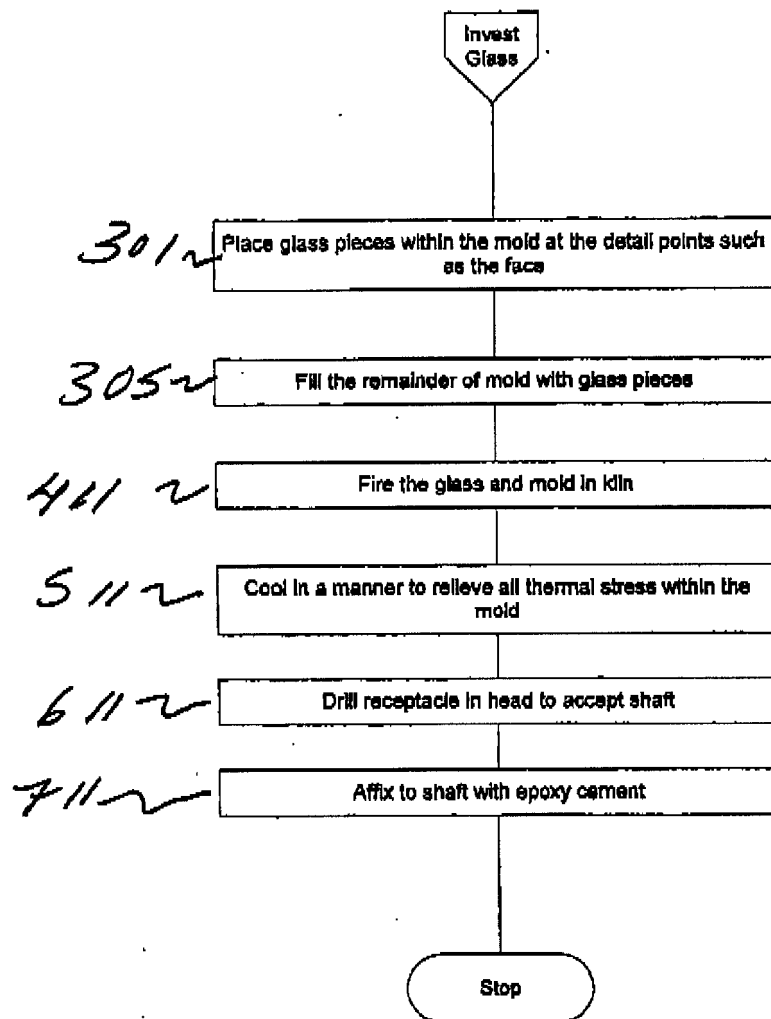 Invest
Glass
301 Place glass pieces within the mold at the detail points such
as the face
305 Fill the remainder of mold with glass pieces
411 Fire the glass and mold in kiln
511 Cool in a manner to relieve all thermal stress within the
mold
611 Drill receptacle in head to accept shaft
711 Affix to shaft with epoxy cement
Stop